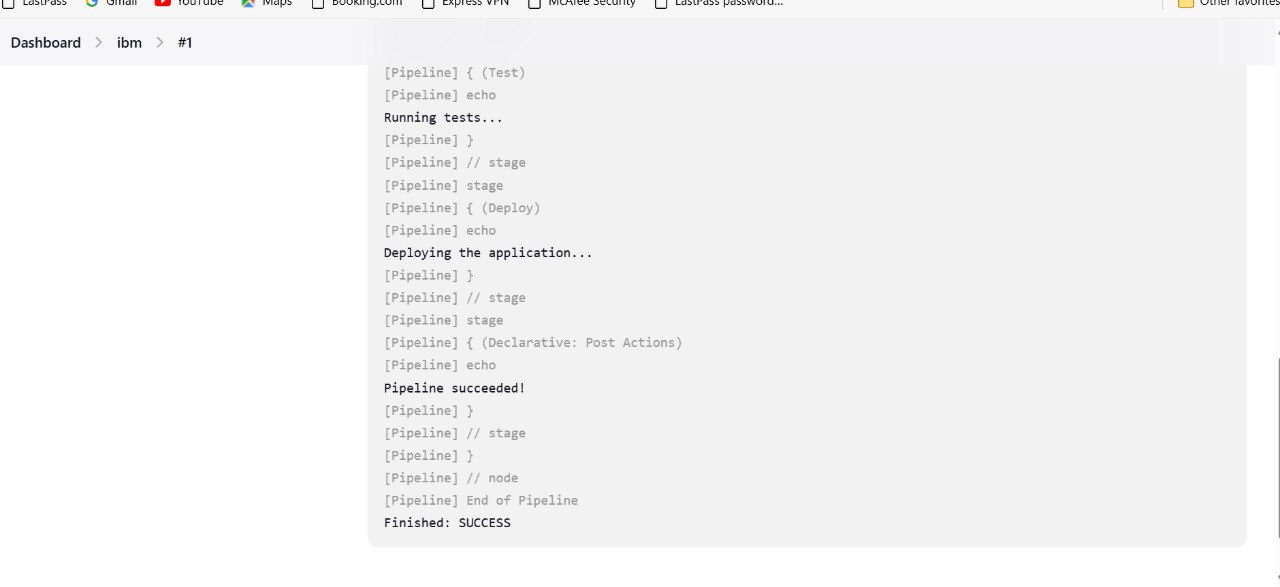 LastPass Gmail YouTube Maps Booking.com Express VPN McAfee Security LastPass password... Other favorites
Dashboard > ibm > #1
[Pipeline] { (Test)
[Pipeline] echo
Running tests...
[Pipeline] }
[Pipeline] // stage
[Pipeline] stage
[Pipeline] { (Deploy)
[Pipeline] echo
Deploying the application...
[Pipeline] }
[Pipeline] // stage
[Pipeline] stage
[Pipeline] { (Declarative: Post Actions)
[Pipeline] echo
Pipeline succeeded!
[Pipeline] }
[Pipeline] // stage
[Pipeline] }
[Pipeline] // node
[Pipeline] End of Pipeline
Finished: SUCCESS